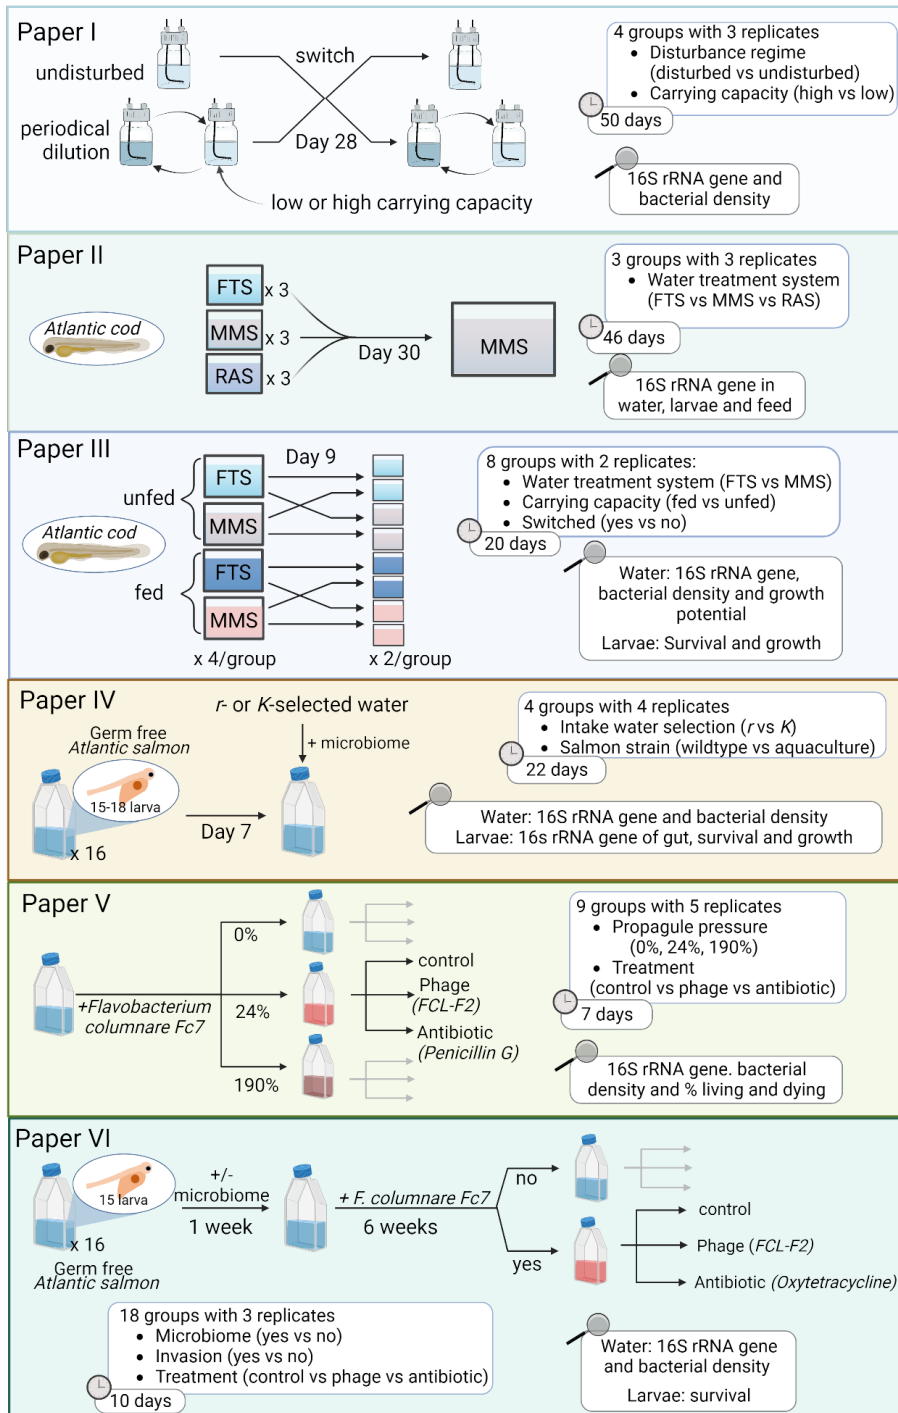 Paper I
undisturbed
switch
periodical
dilution
Day 28
low or high carrying capacity
4 groups with 3 replicates
• Disturbance regime
(disturbed vs undisturbed)
• Carrying capacity (high vs low)
50 days
16S rRNA gene and
bacterial density
Paper II
Atlantic cod
FTS x 3
MMS x 3
RAS x 3
Day 30
MMS
3 groups with 3 replicates
• Water treatment system
(FTS vs MMS vs RAS)
46 days
16S rRNA gene in
water, larvae and feed
Paper III
Day 9
unfed
FTS
MMS
Atlantic cod
fed
FTS
MMS
x 4/group
x 2/group
8 groups with 2 replicates:
• Water treatment system (FTS vs MMS)
• Carrying capacity (fed vs unfed)
• Switched (yes vs no)
20 days
Water: 16S rRNA gene,
bacterial density and growth
potential
Larvae: Survival and growth
Paper IV
Germ free
Atlantic salmon
15-18 larva
x 16
Day 7
r- or K-selected water
+ microbiome
4 groups with 4 replicates
• Intake water selection (r vs K)
• Salmon strain (wildtype vs aquaculture)
22 days
Water: 16S rRNA gene and bacterial density
Larvae: 16s rRNA gene of gut, survival and growth
Paper V
+Flavobacterium
columnare Fc7
0%
24%
190%
control
Phage
(FCL-F2)
Antibiotic
(Penicillin G)
9 groups with 5 replicates
• Propagule pressure
(0%, 24%, 190%)
• Treatment
(control vs phage vs antibiotic)
7 days
16S rRNA gene. bacterial
density and % living and dying
Paper VI
15 larva
x 16
Germ free
Atlantic salmon
+/-
microbiome
1 week
+ F. columnare Fc7
6 weeks
no
yes
control
Phage (FCL-F2)
Antibiotic (Oxytetracycline)
18 groups with 3 replicates
• Microbiome (yes vs no)
• Invasion (yes vs no)
• Treatment (control vs phage vs antibiotic)
10 days
Water: 16S rRNA gene
and bacterial density
Larvae: survival